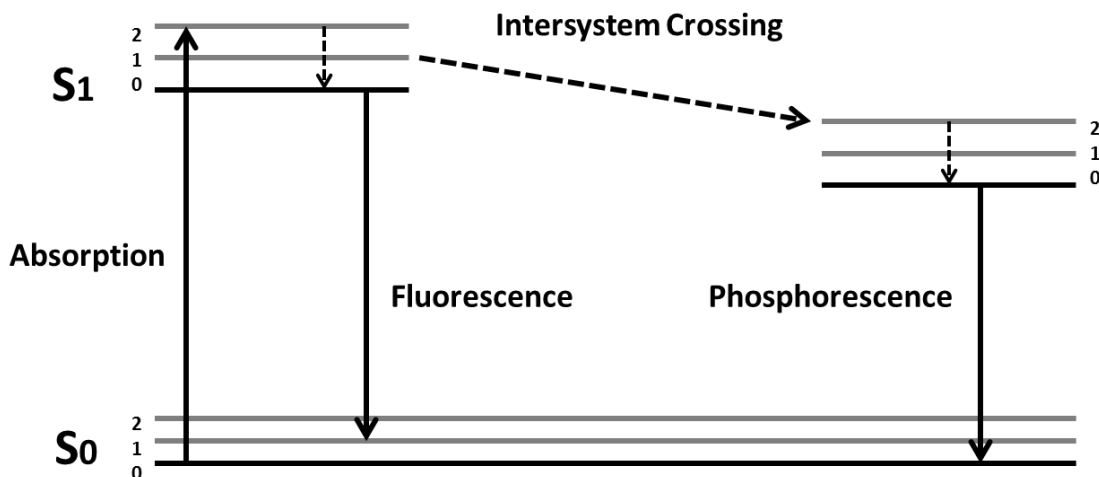 Intersystem Crossing
2
1
0
S1
2
1
0
Absorption
Fluorescence
Phosphorescence
2
1
0
S0